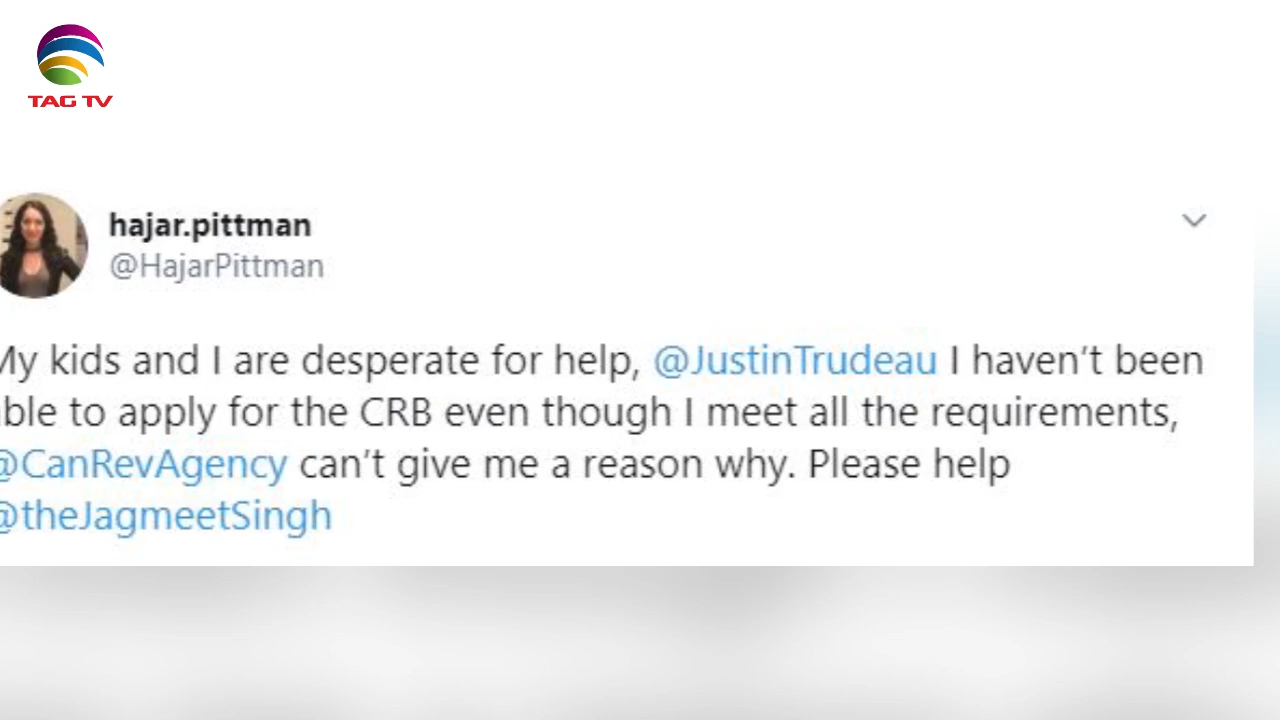 TAG TV
hajar.pittman
@HajarPittman
My kids and I are desperate for help, @JustinTrudeau I haven’t been
able to apply for the CRB even though I meet all the requirements,
@CanRevAgency can’t give me a reason why. Please help
@theJagmeetSingh